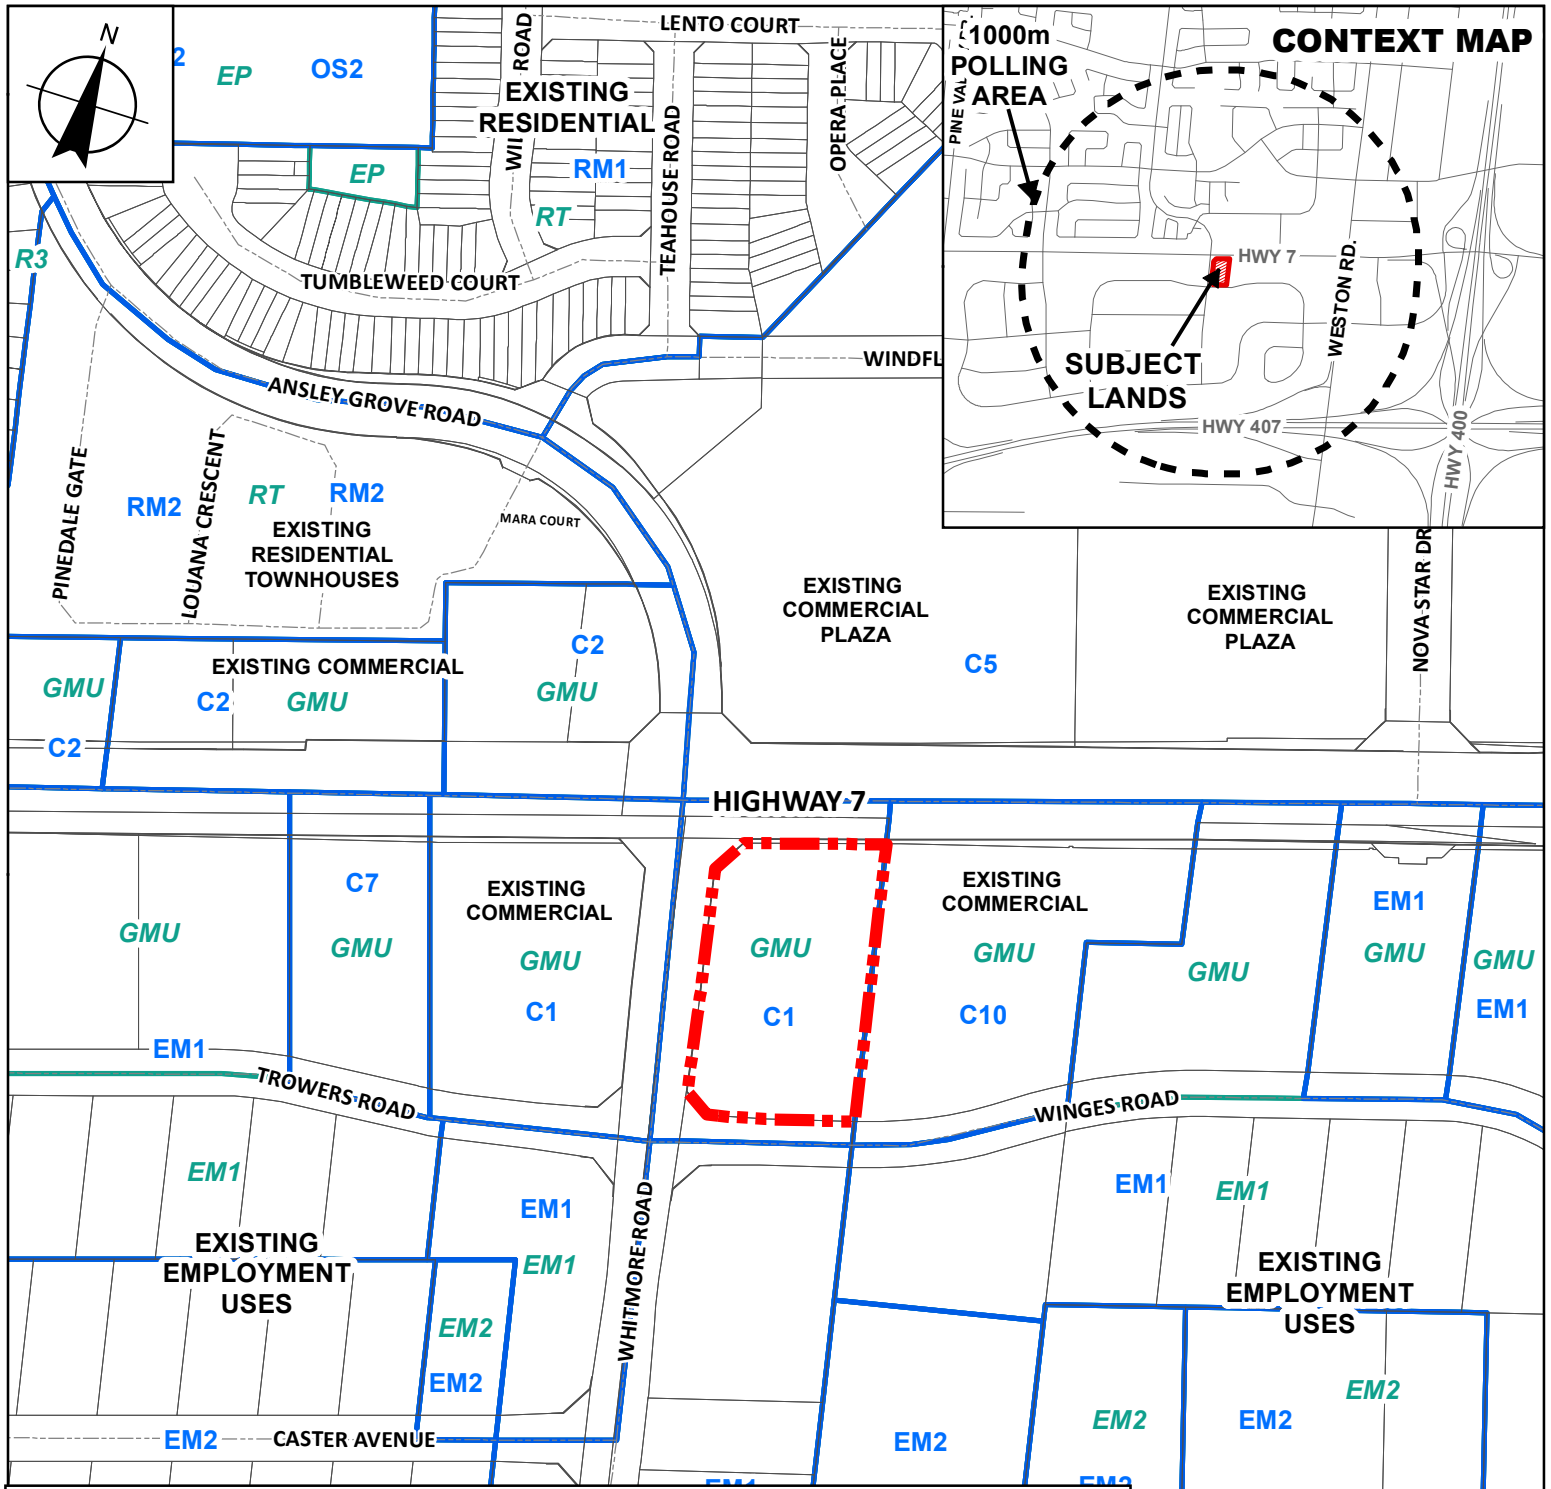 N
2
EP
OS2
EP
R3
LENTO COURT
ROAD
EXISTING
RESIDENTIAL
RM1
RT
TEAHOUSE ROAD
OPERA PLACE
TUMBLEWEED COURT
ANSLEY GROVE ROAD
CONTEXT MAP
1000m
POLLING
AREA
HWY 7
WESTON RD.
SUBJECT
LANDS
HWY 407
HWY 400
PINEDALE GATE
LOUANA CRESCENT
RM2
RT
RM2
EXISTING
RESIDENTIAL
TOWNHOUSES
MARA COURT
EXISTING
COMMERCIAL
PLAZA
C5
EXISTING
COMMERCIAL
PLAZA
NOVA STAR DR
GMU
C2
EXISTING COMMERCIAL
C2
GMU
C2
GMU
HIGHWAY 7
GMU
EM1
C7
GMU
EXISTING
COMMERCIAL
GMU
C1
GMU
C1
EXISTING
COMMERCIAL
GMU
C10
GMU
EM1
GMU
GMU
EM1
TROWERS ROAD
WINGES ROAD
EM1
EXISTING
EMPLOYMENT
USES
EM1
EM1
EM2
EM2
WHITMORE ROAD
EM1
EM1
EXISTING
EMPLOYMENT
USES
EM2
EM2
EM2
EM2
EM2
CASTER AVENUE
EM1
EM2